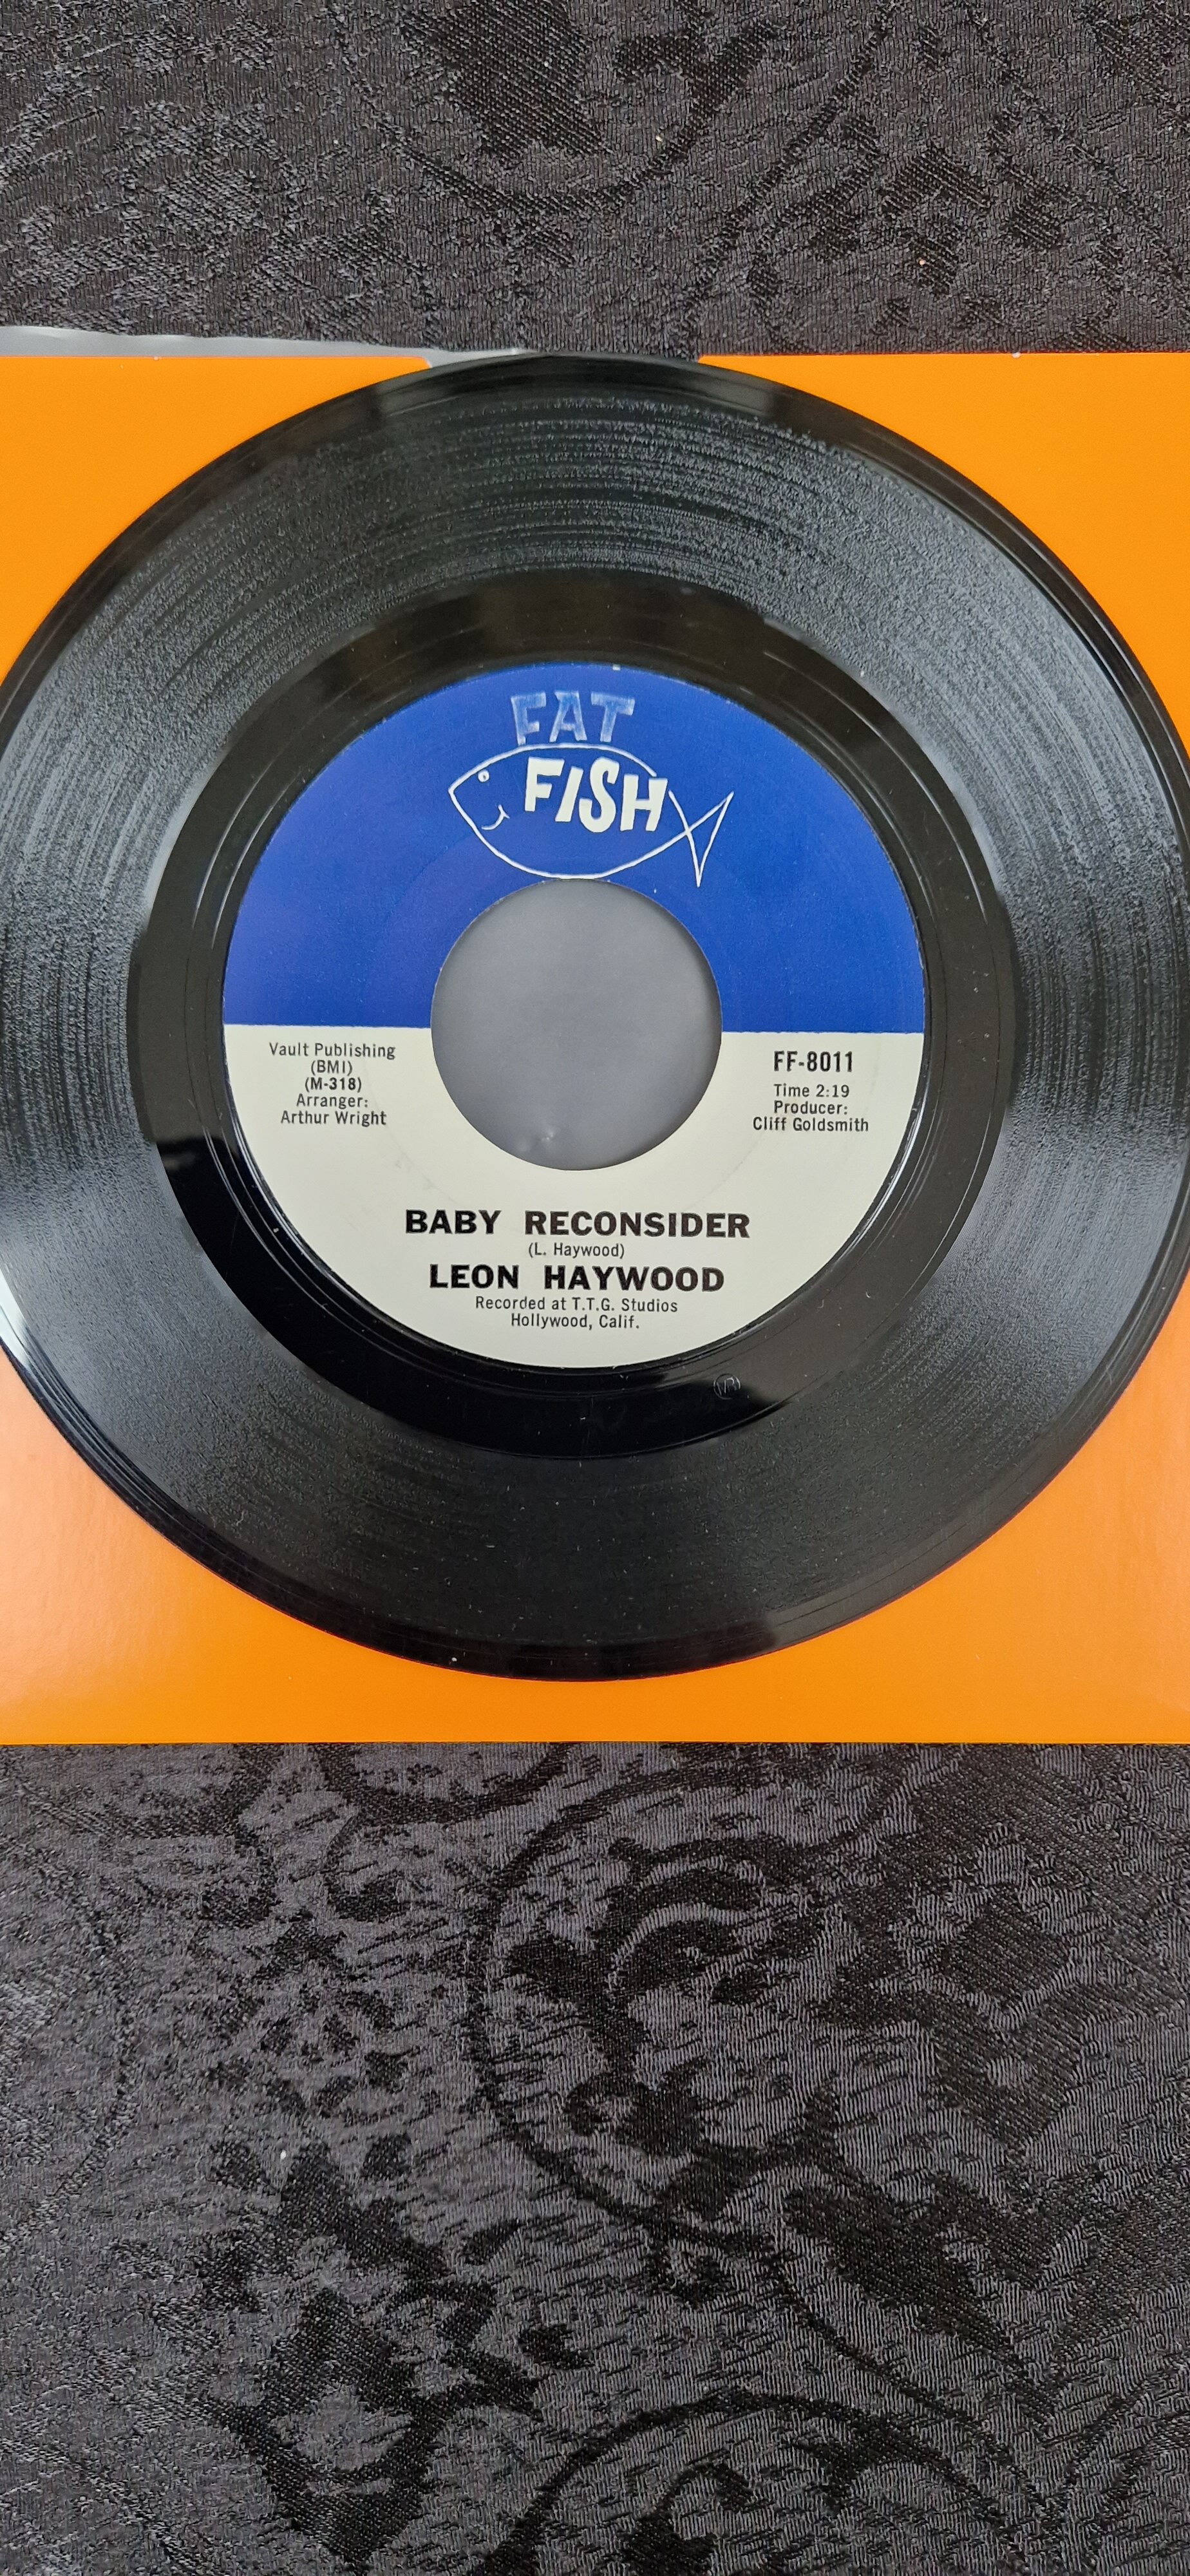 FAT
FISH
Vault Publishing
(BMI)
(M-318)
Arranger:
Arthur Wright
FF-8011
Time 2:19
Producer:
Cliff Goldsmith
BABY RECONSIDER
(L. Haywood)
LEON HAYWOOD
Recorded at T.T.G. Studios
Hollywood, Calif.